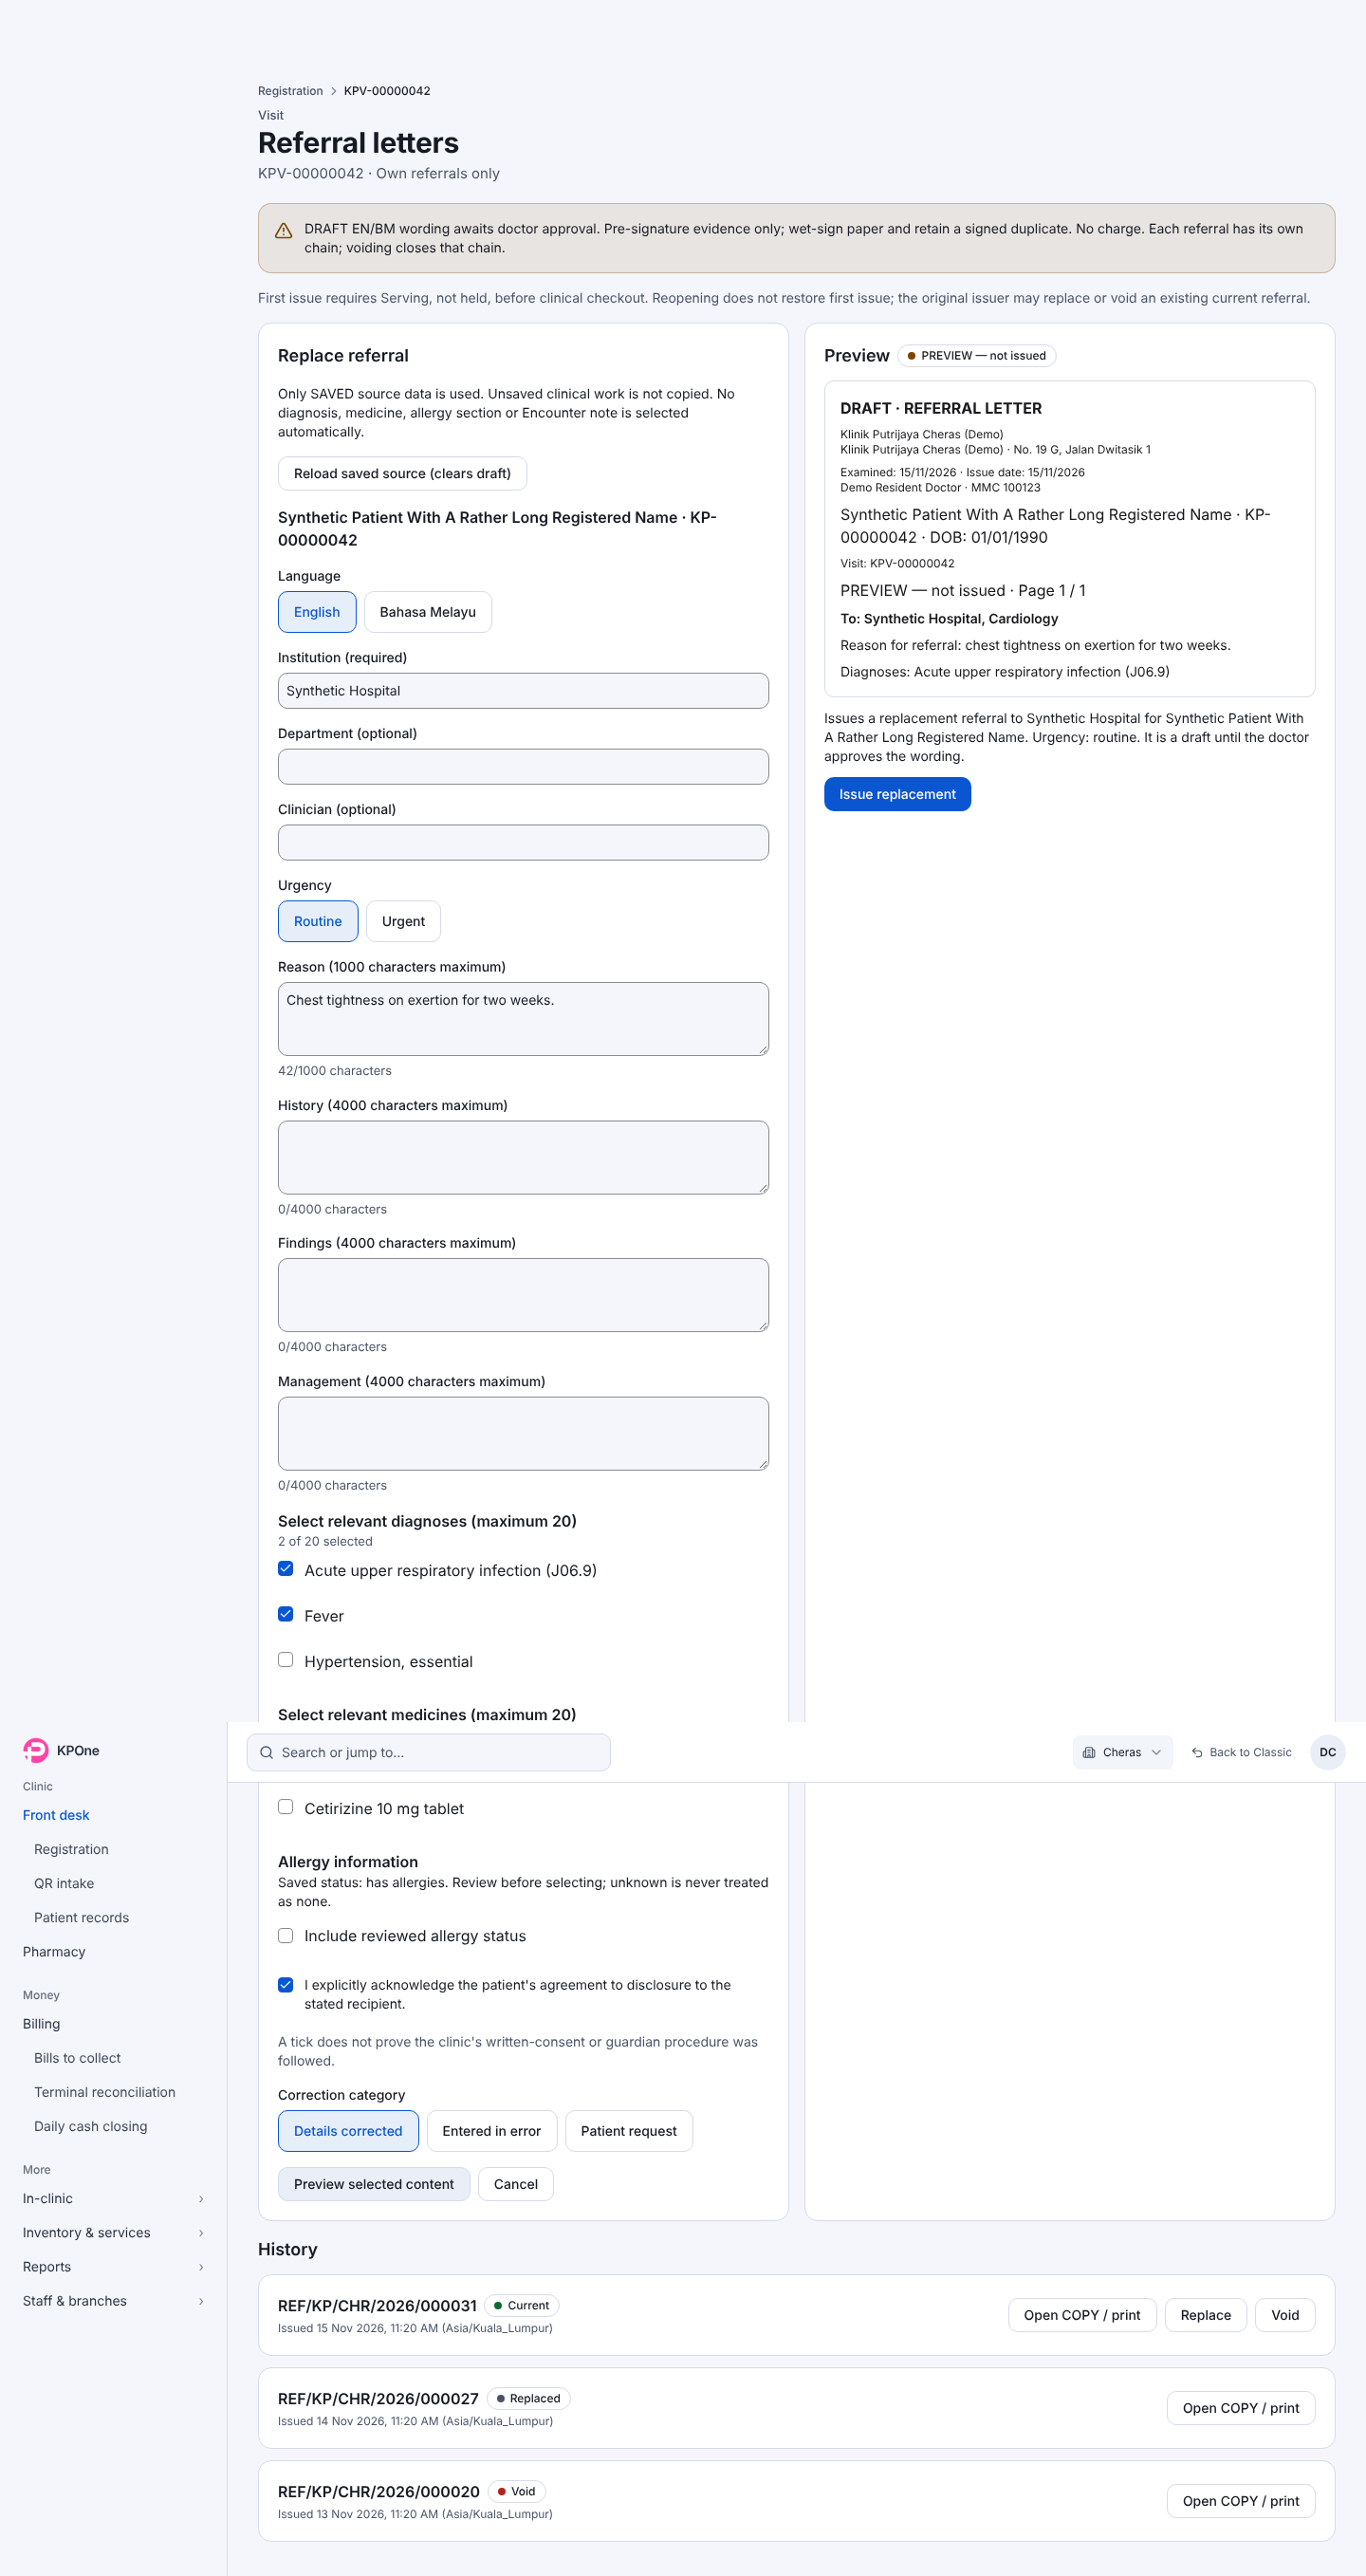 Registration > KPV-00000042
Visit
Referral letters
KPV-00000042 · Own referrals only
DRAFT EN/BM wording awaits doctor approval. Pre-signature evidence only; wet-sign paper and retain a signed duplicate. No charge. Each referral has its own
chain; voiding closes that chain.
First issue requires Serving, not held, before clinical checkout. Reopening does not restore first issue; the original issuer may replace or void an existing current referral.
Replace referral
Only SAVED source data is used. Unsaved clinical work is not copied. No
diagnosis, medicine, allergy section or Encounter note is selected
automatically.
Reload saved source (clears draft)
Synthetic Patient With A Rather Long Registered Name · KP-
00000042
Language
English
Bahasa Melayu
Institution (required)
Synthetic Hospital
Department (optional)
Clinician (optional)
Urgency
Routine
Urgent
Reason (1000 characters maximum)
Chest tightness on exertion for two weeks.
42/1000 characters
History (4000 characters maximum)
0/4000 characters
Findings (4000 characters maximum)
0/4000 characters
Management (4000 characters maximum)
0/4000 characters
Select relevant diagnoses (maximum 20)
2 of 20 selected
Acute upper respiratory infection (J06.9)
Fever
Hypertension, essential
Select relevant medicines (maximum 20)
Cetirizine 10 mg tablet
Allergy information
Saved status: has allergies. Review before selecting; unknown is never treated
as none.
Include reviewed allergy status
I explicitly acknowledge the patient's agreement to disclosure to the
stated recipient.
A tick does not prove the clinic's written-consent or guardian procedure was
followed.
Correction category
Details corrected
Entered in error
Patient request
Preview selected content
Cancel
Preview
PREVIEW — not issued
DRAFT · REFERRAL LETTER
Klinik Putrijaya Cheras (Demo)
Klinik Putrijaya Cheras (Demo) · No. 19 G, Jalan Dwitasik 1
Examined: 15/11/2026 · Issue date: 15/11/2026
Demo Resident Doctor · MMC 100123
Synthetic Patient With A Rather Long Registered Name · KP-
00000042 · DOB: 01/01/1990
Visit: KPV-00000042
PREVIEW — not issued · Page 1 / 1
To: Synthetic Hospital, Cardiology
Reason for referral: chest tightness on exertion for two weeks.
Diagnoses: Acute upper respiratory infection (J06.9)
Issues a replacement referral to Synthetic Hospital for Synthetic Patient With
A Rather Long Registered Name. Urgency: routine. It is a draft until the doctor
approves the wording.
Issue replacement
KPOne
Search or jump to...
Cheras
Back to Classic
DC
Clinic
Front desk
Registration
QR intake
Patient records
Pharmacy
Money
Billing
Bills to collect
Terminal reconciliation
Daily cash closing
More
In-clinic
Inventory & services
Reports
Staff & branches
History
REF/KP/CHR/2026/000031
Current
Issued 15 Nov 2026, 11:20 AM (Asia/Kuala_Lumpur)
Open COPY / print
Replace
Void
REF/KP/CHR/2026/000027
Replaced
Issued 14 Nov 2026, 11:20 AM (Asia/Kuala_Lumpur)
Open COPY / print
REF/KP/CHR/2026/000020
Void
Issued 13 Nov 2026, 11:20 AM (Asia/Kuala_Lumpur)
Open COPY / print